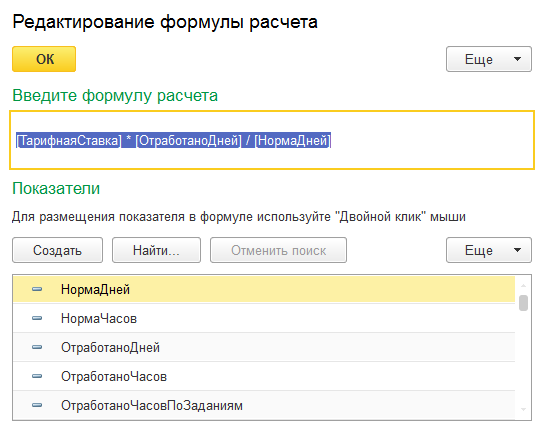 Редактирование формулы расчета
ОК
Еще
Введите формулу расчета
[ТарифнаяСтавка] * [ОтработаноДней] / [НормаДней]
Показатели
Для размещения показателя в формуле используйте "Двойной клик" мыши
Создать Найти... Отменить поиск Еще
НормаДней
НормаЧасов
ОтработаноДней
ОтработаноЧасов
ОтработаноЧасовПоЗаданиям